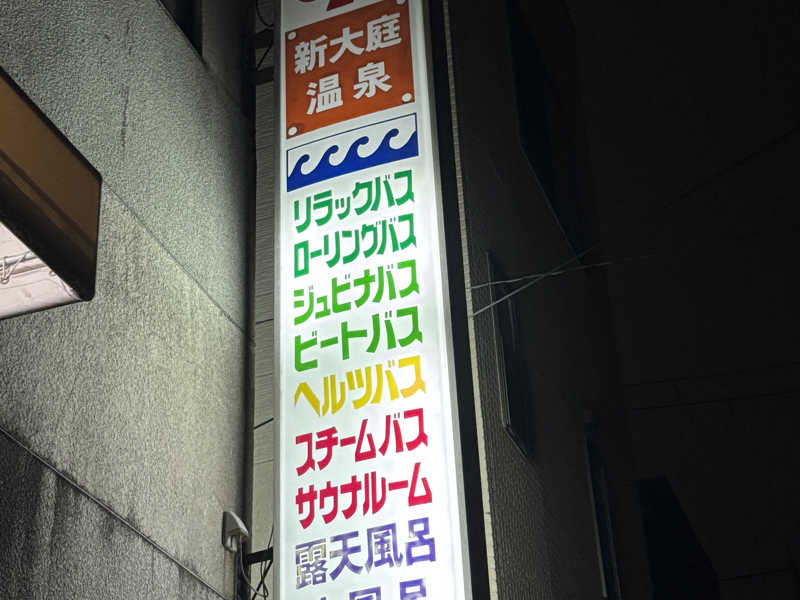 新大庭
温泉
リラックバス
ローリングバス
ジュビナバス
ビートバス
ヘルツバス
スチームバス
サウナルーム
露天風呂
風呂